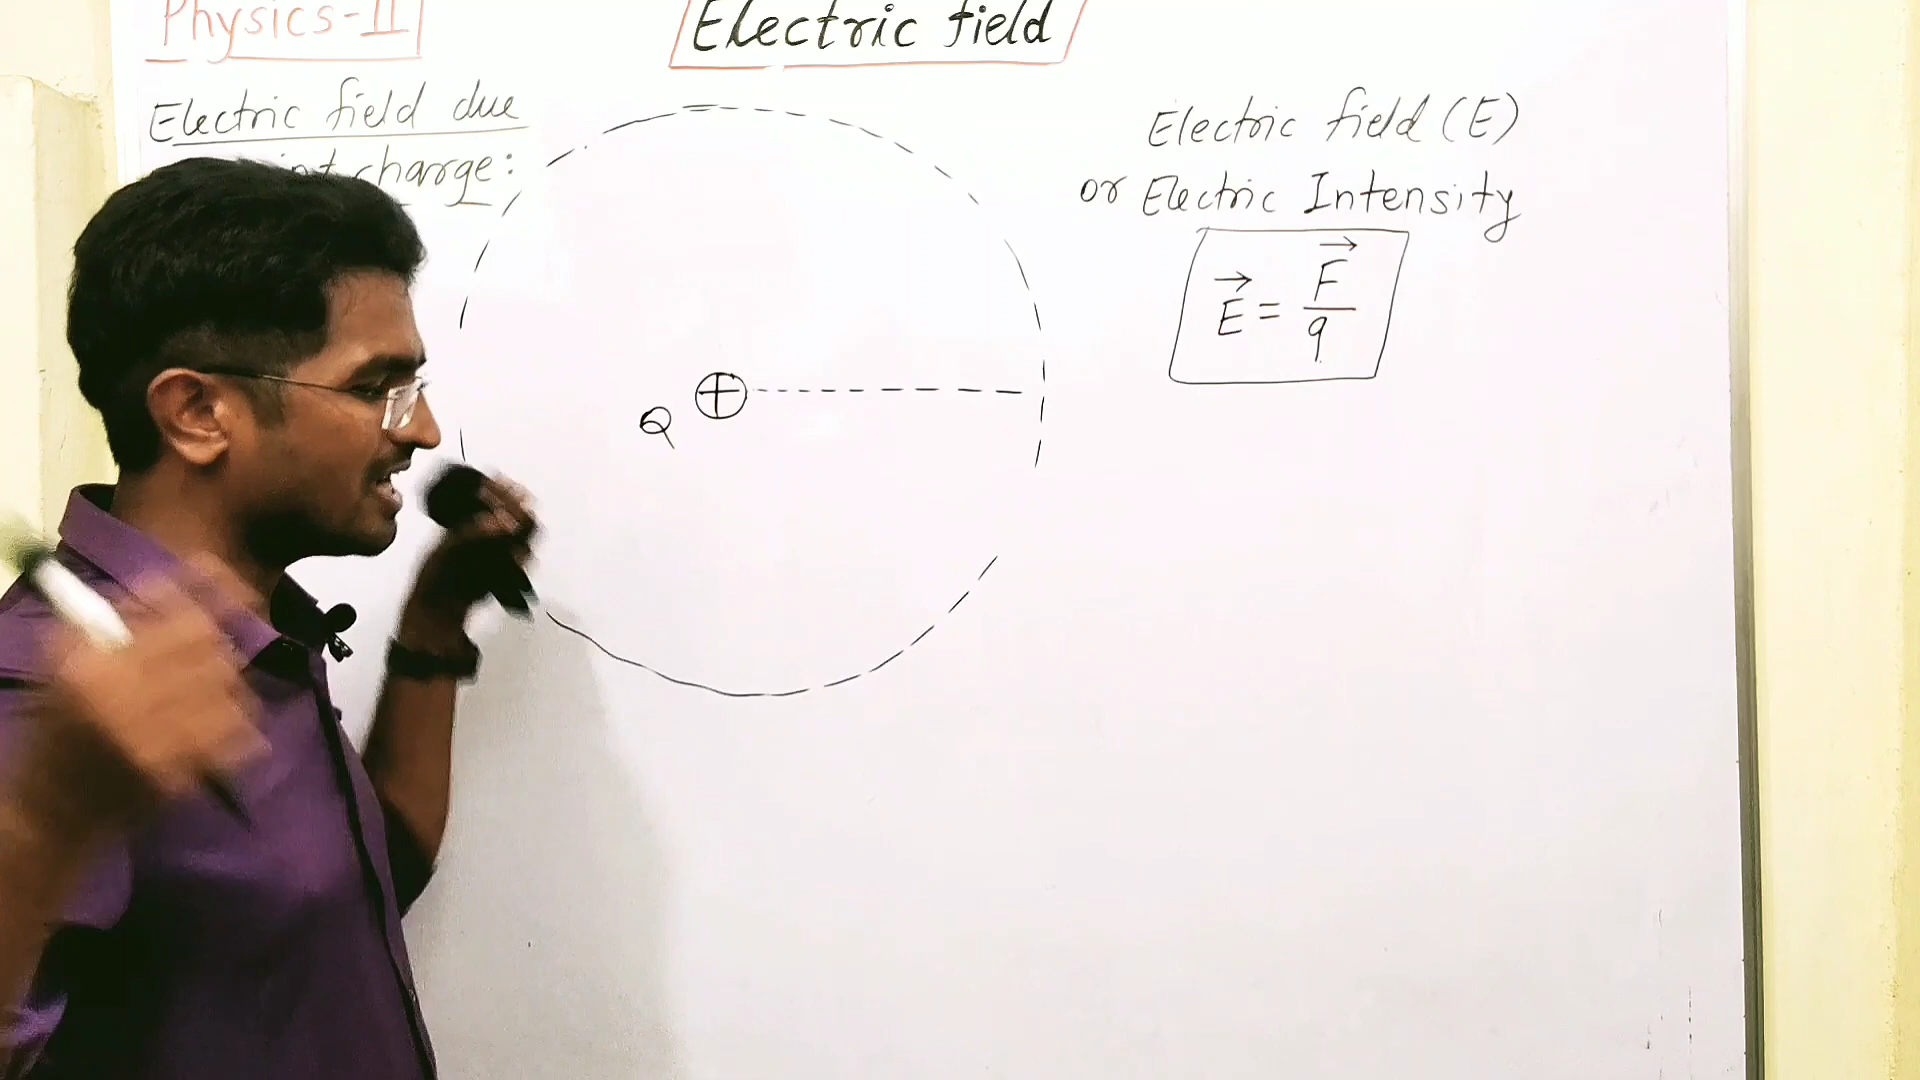 Physics-II
Electric field
Electric field due
charge:
Electric field (E)
or Electric Intensity
E = F/q
Q
+